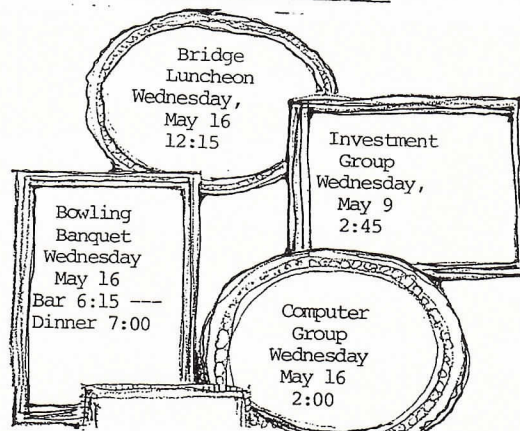 Bridge
Luncheon
Wednesday,
May 16
12:15
Investment
Group
Wednesday,
May 9
2:45
Bowling
Banquet
Wednesday
May 16
Bar 6:15 ---
Dinner 7:00
Computer
Group
Wednesday
May 16
2:00